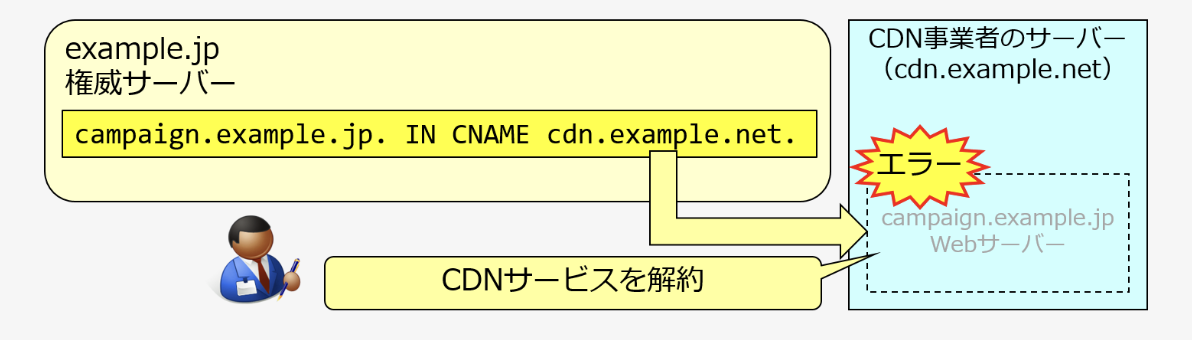 example.jp
権威サーバー
campaign.example.jp. IN CNAME cdn.example.net.
CDN事業者のサーバー
（cdn.example.net）
エラー
campaign.example.jp
Webサーバー
CDNサービスを解約